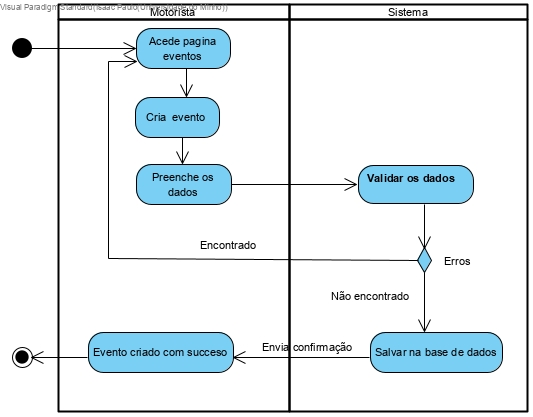 Visual Paradigm Standard(Isaac Paulo(Universidade do Minho))
Motorista
Sistema
Acede pagina
eventos
Cria evento
Preenche os
dados
Validar os dados
Encontrado
Erros
Não encontrado
Evento criado com succeso
Envia confirmação
Salvar na base de dados